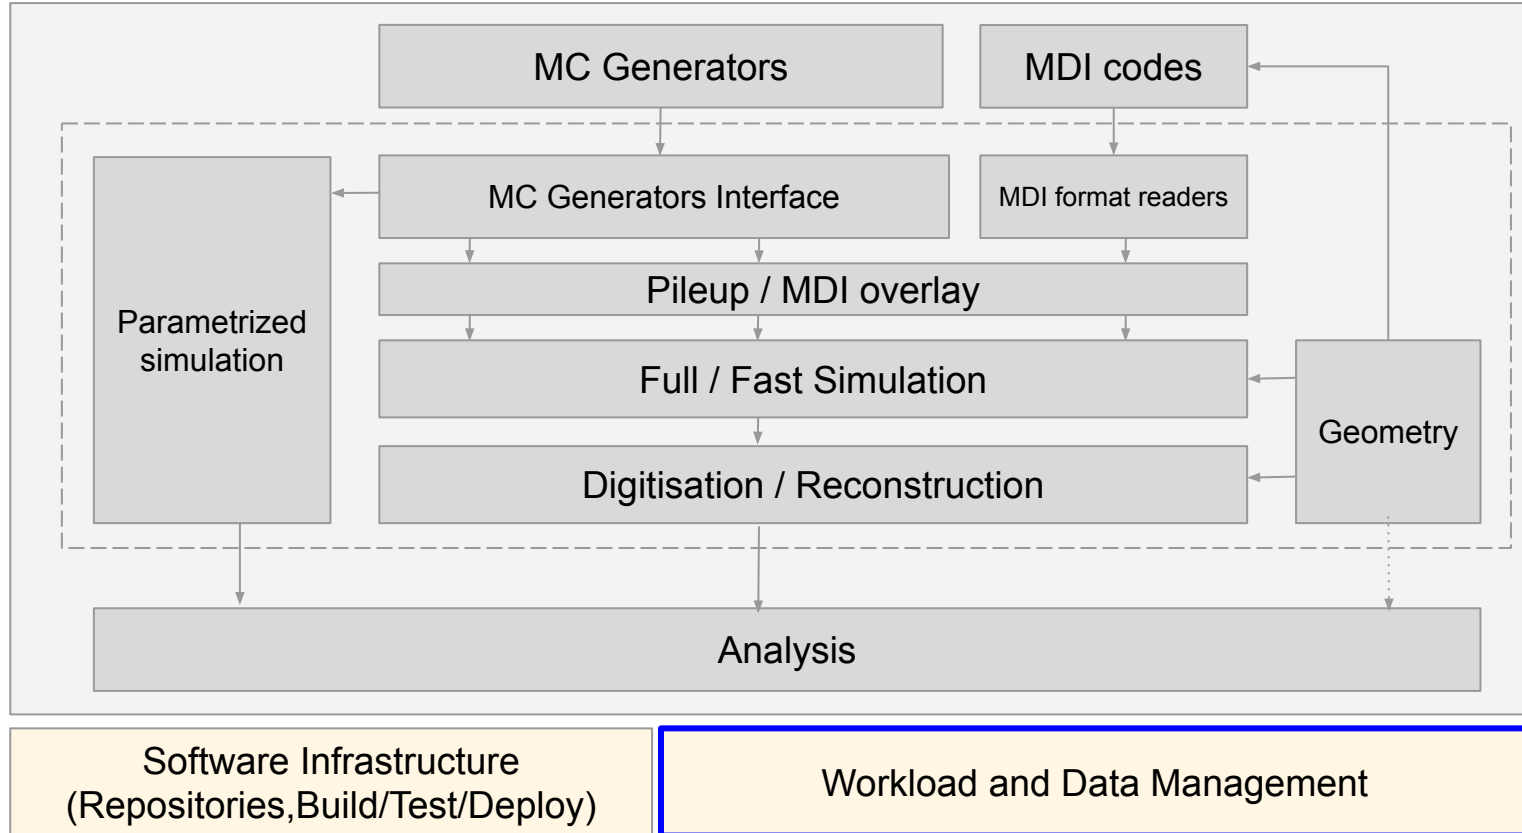 MC Generators
MDI codes
MC Generators Interface
MDI format readers
Pileup / MDI overlay
Parametrized
simulation
Full / Fast Simulation
Geometry
Digitisation / Reconstruction
Analysis
Software Infrastructure
(Repositories,Build/Test/Deploy)
Workload and Data Management